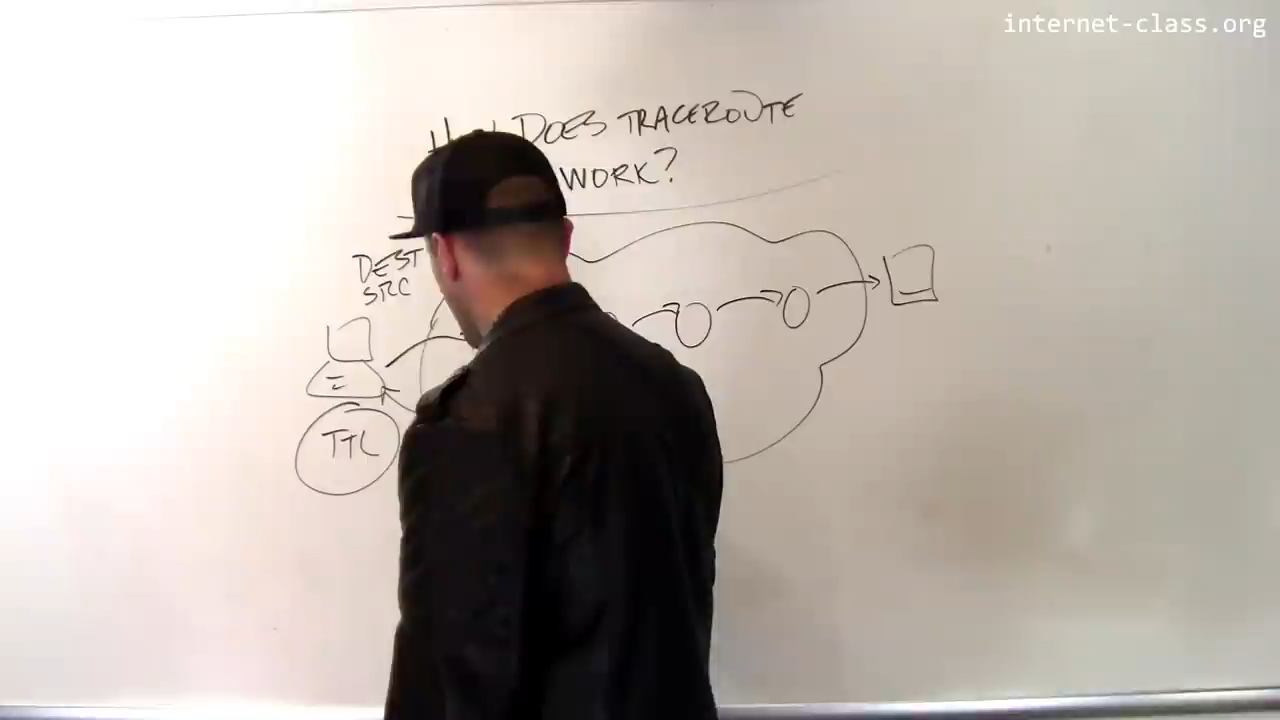 internet-class.org
DOES TRACEROUTE
WORK?
DEST
SRC
TTL